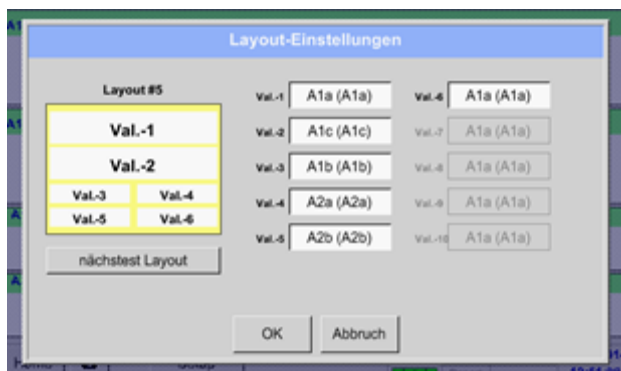 Layout-Einstellungen
Layout #5
Val.-1
Val.-2
Val.-3 Val.-4
Val.-5 Val.-6
nächstest Layout
Val.-1 A1a (A1a)
Val.-2 A1c (A1c)
Val.-3 A1b (A1b)
Val.-4 A2a (A2a)
Val.-5 A2b (A2b)
Val.-6 A1a (A1a)
Val.-7 A1a (A1a)
Val.-8 A1a (A1a)
Val.-9 A1a (A1a)
Val.-10 A1a (A1a)
OK Abbruch